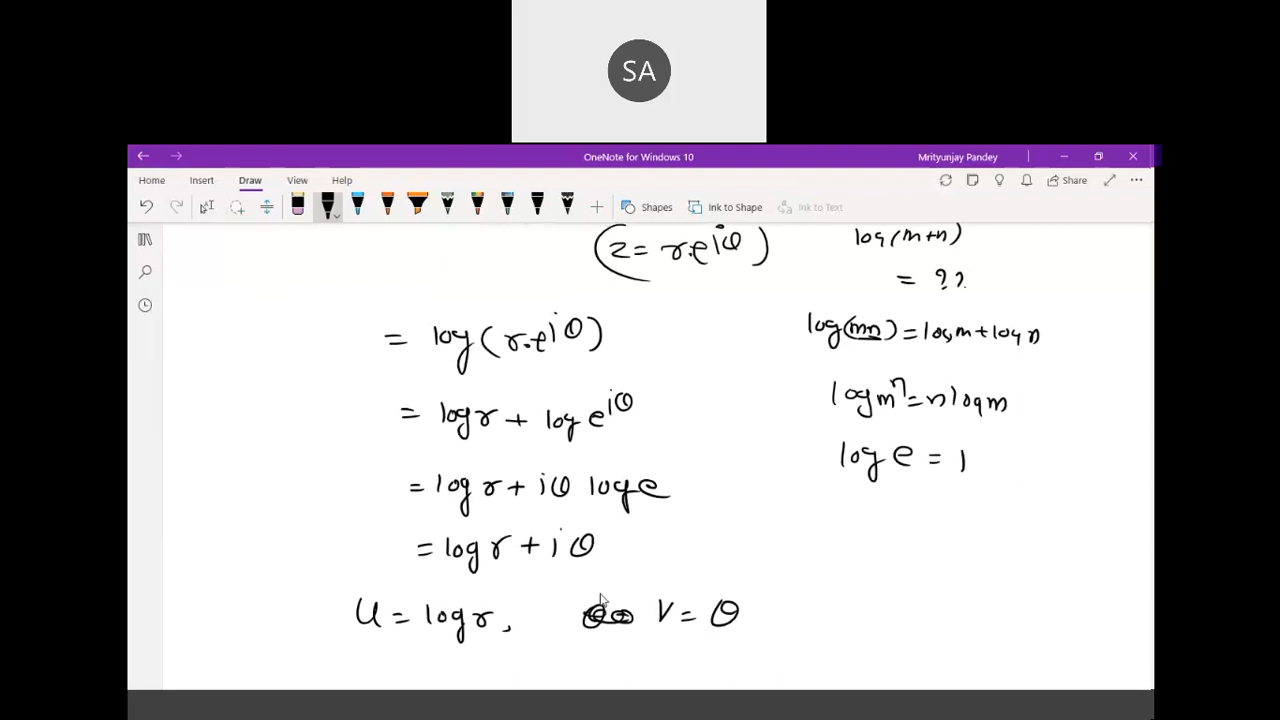 SA
OneNote for Windows 10
Mrityunjay Pandey
Home Insert Draw View Help
Share
Shapes Ink to Shape Ink to Text
(z = r.e^{iθ})
= log(r.e^{iθ})
= log r + log e^{iθ}
= log r + iθ log e
= log r + iθ
U = log r, V = θ
log(m+n)
= ??
log(mn) = log m + log n
log m^n = n log m
log e = 1